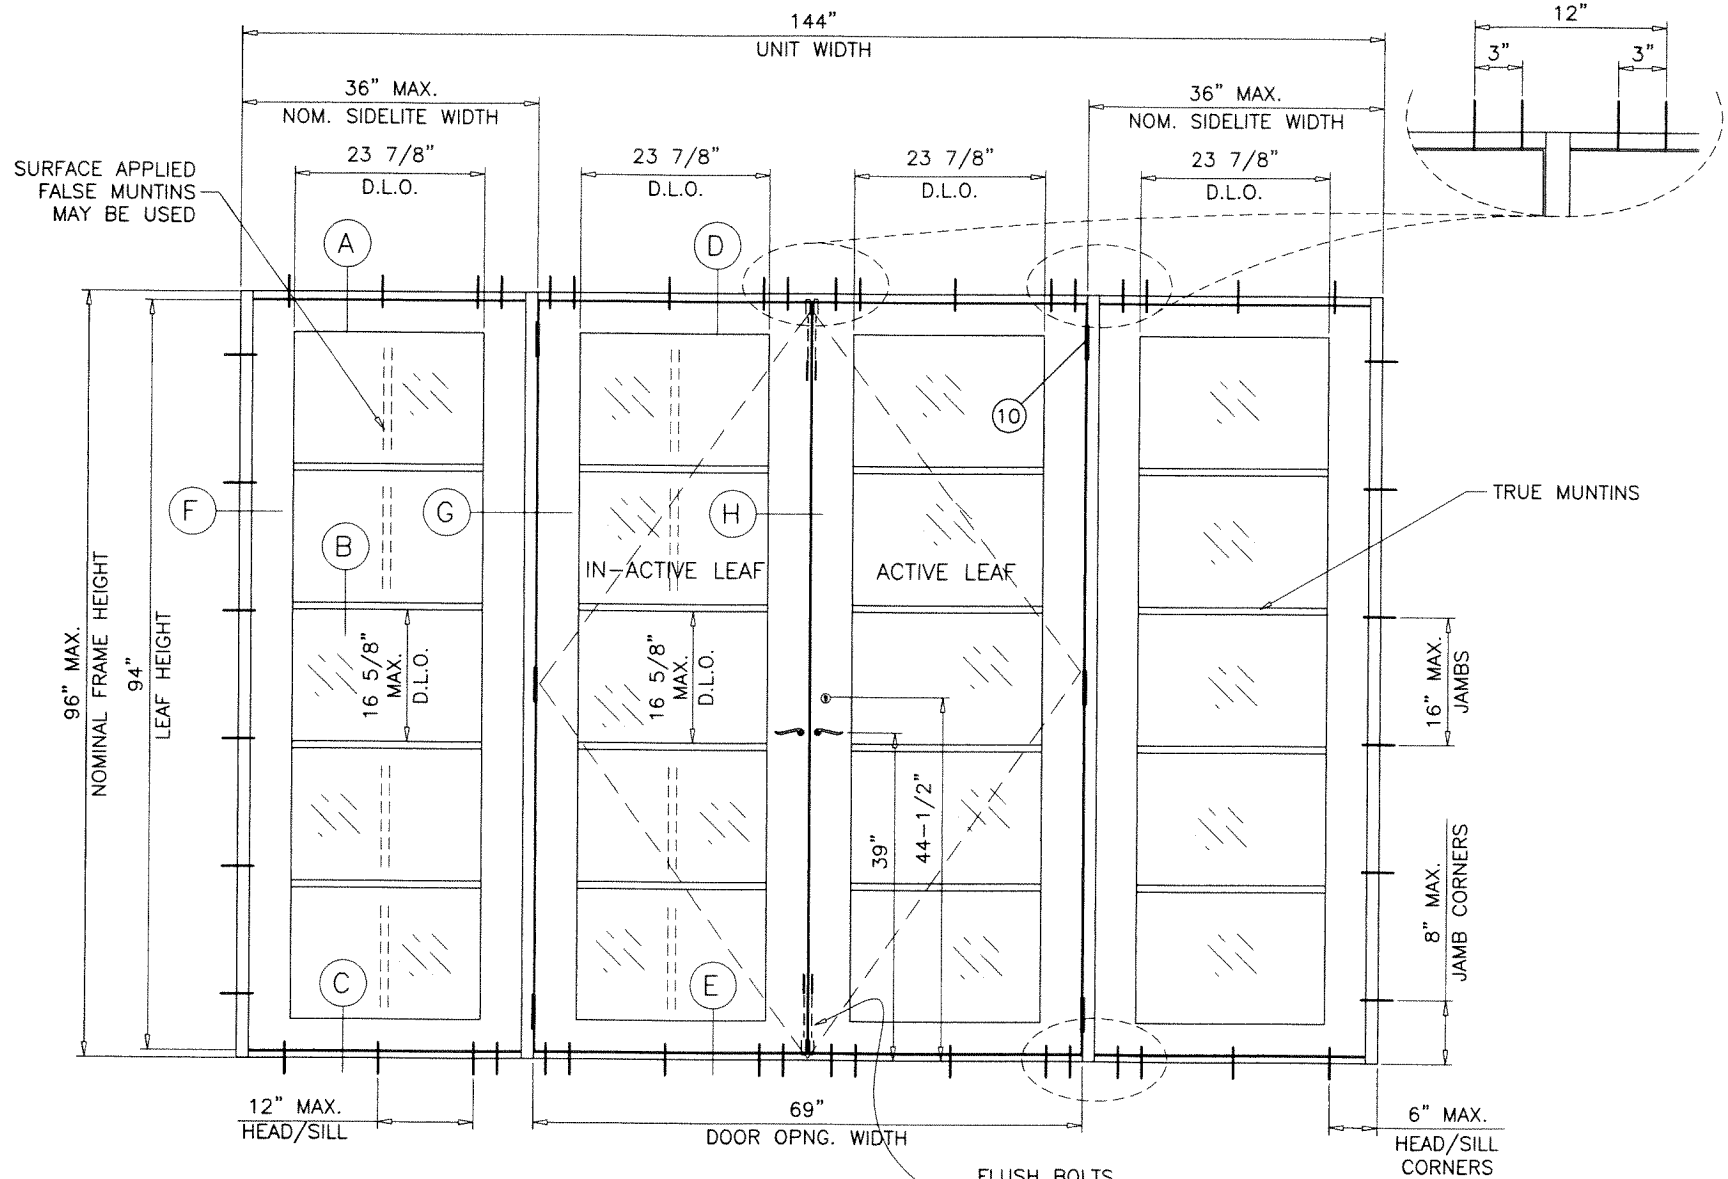 144"
UNIT WIDTH
12"
3"
3"
36" MAX.
NOM. SIDELITE WIDTH
36" MAX.
NOM. SIDELITE WIDTH
23 7/8"
D.L.O.
23 7/8"
D.L.O.
23 7/8"
D.L.O.
23 7/8"
D.L.O.
SURFACE APPLIED
FALSE MUNTINS
MAY BE USED
A
D
10
F
G
H
B
TRUE MUNTINS
IN-ACTIVE LEAF
ACTIVE LEAF
96" MAX.
NOMINAL FRAME HEIGHT
94"
LEAF HEIGHT
16 5/8"
MAX.
D.L.O.
16 5/8"
MAX.
D.L.O.
16" MAX.
JAMBS
39"
44-1/2"
8" MAX.
JAMB CORNERS
C
E
12" MAX.
HEAD/SILL
69"
DOOR OPNG. WIDTH
6" MAX.
HEAD/SILL
CORNERS
FLUSH BOLTS